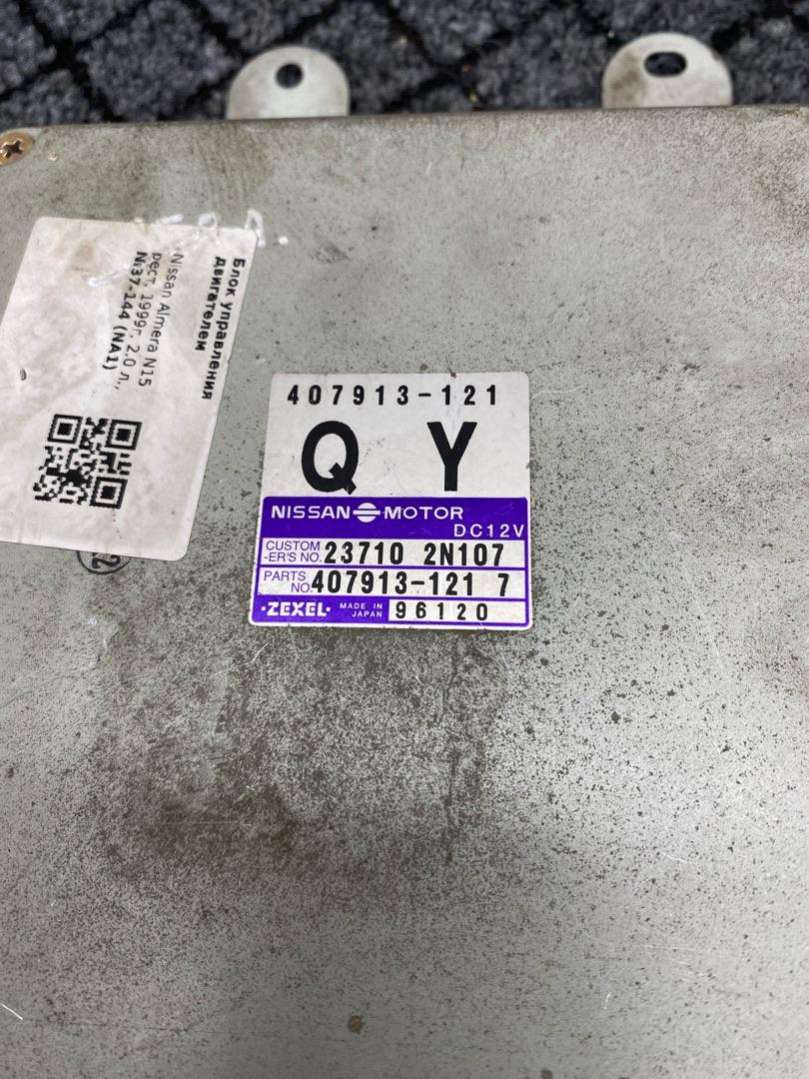 Блок управления
двигателем
Nissan Almera N15
рест, 1999г, 2.0 л.,
Ni37-144 (NA1)
407913-121
Q Y
NISSAN MOTOR
DC12V
CUSTOM
-ER'S NO. 23710 2N107
PARTS
NO. 407913-121 7
·ZEXEL· MADE IN
JAPAN 96120